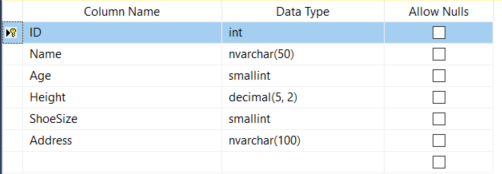 Column Name Data Type Allow Nulls
ID int
Name nvarchar(50)
Age smallint
Height decimal(5, 2)
ShoeSize smallint
Address nvarchar(100)